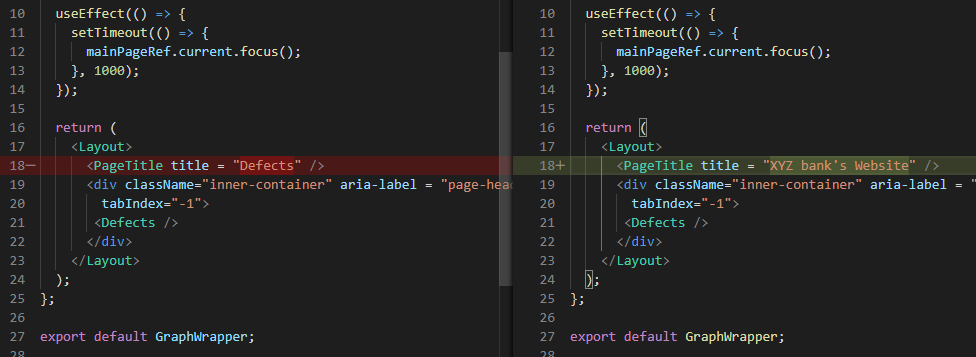 10 useEffect(() => {
11 setTimeout(() => {
12 mainPageRef.current.focus();
13 }, 1000);
14 });
15
16 return (
17 <Layout>
18— <PageTitle title = "Defects" />
19 <div className="inner-container" aria-label = "page-hea
20 tabIndex="-1">
21 <Defects />
22 </div>
23 </Layout>
24 );
25 };
26
27 export default GraphWrapper;
28
10 useEffect(() => {
11 setTimeout(() => {
12 mainPageRef.current.focus();
13 }, 1000);
14 });
15
16 return (
17 <Layout>
18+ <PageTitle title = "XYZ bank's Website" />
19 <div className="inner-container" aria-label = "
20 tabIndex="-1">
21 <Defects />
22 </div>
23 </Layout>
24 );
25 };
26
27 export default GraphWrapper;
28